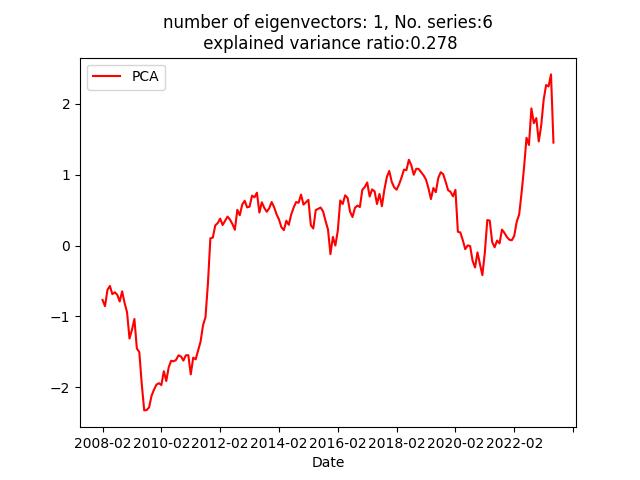 number of eigenvectors: 1, No. series:6
explained variance ratio:0.278
PCA
2
1
0
−1
−2
2008-02 2010-02 2012-02 2014-02 2016-02 2018-02 2020-02 2022-02
Date